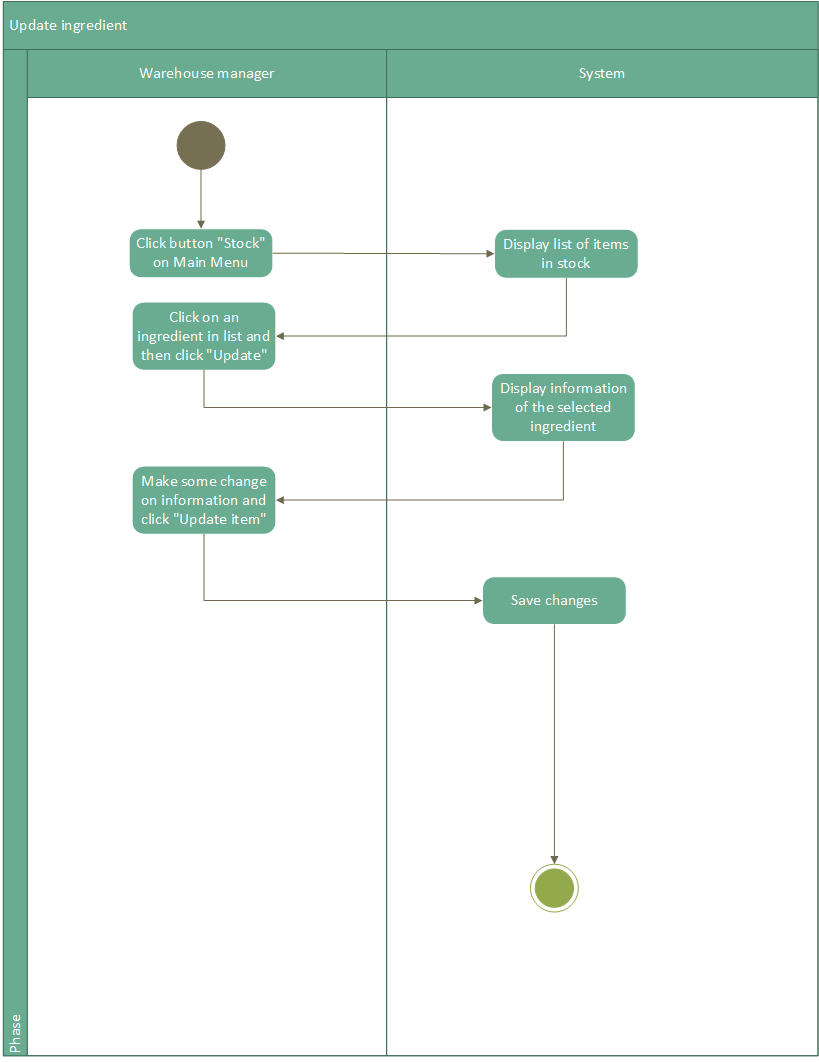 Update ingredient
Warehouse manager
System
Click button "Stock"
on Main Menu
Display list of items
in stock
Click on an
ingredient in list and
then click "Update"
Display information
of the selected
ingredient
Make some change
on information and
click "Update item"
Save changes
Phase